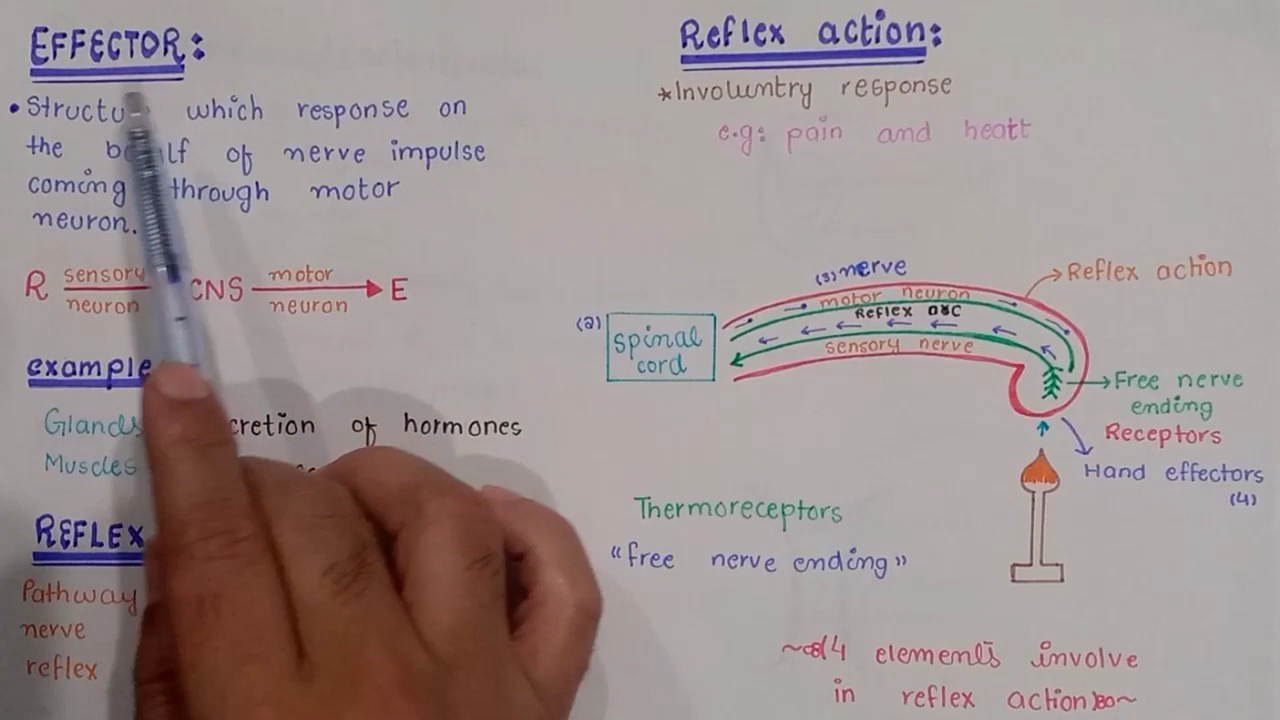 EFFECTOR:
•Structu which response on
the of nerve impulse
coming through motor
neuron.
R sensory neuron CNS motor neuron E
example
Glands cretion of hormones
Muscles
REFLEX
Pathway
nerve
reflex
Reflex action:
*Involuntry response
e.g: pain and heatt
(3) nerve
Reflex action
motor neuron
Reflex arc
(2)
spinal
cord
sensory nerve
Free nerve
ending
Receptors
Hand effectors
(4)
Thermoreceptors
"free nerve ending"
4 elements involve
in reflex action